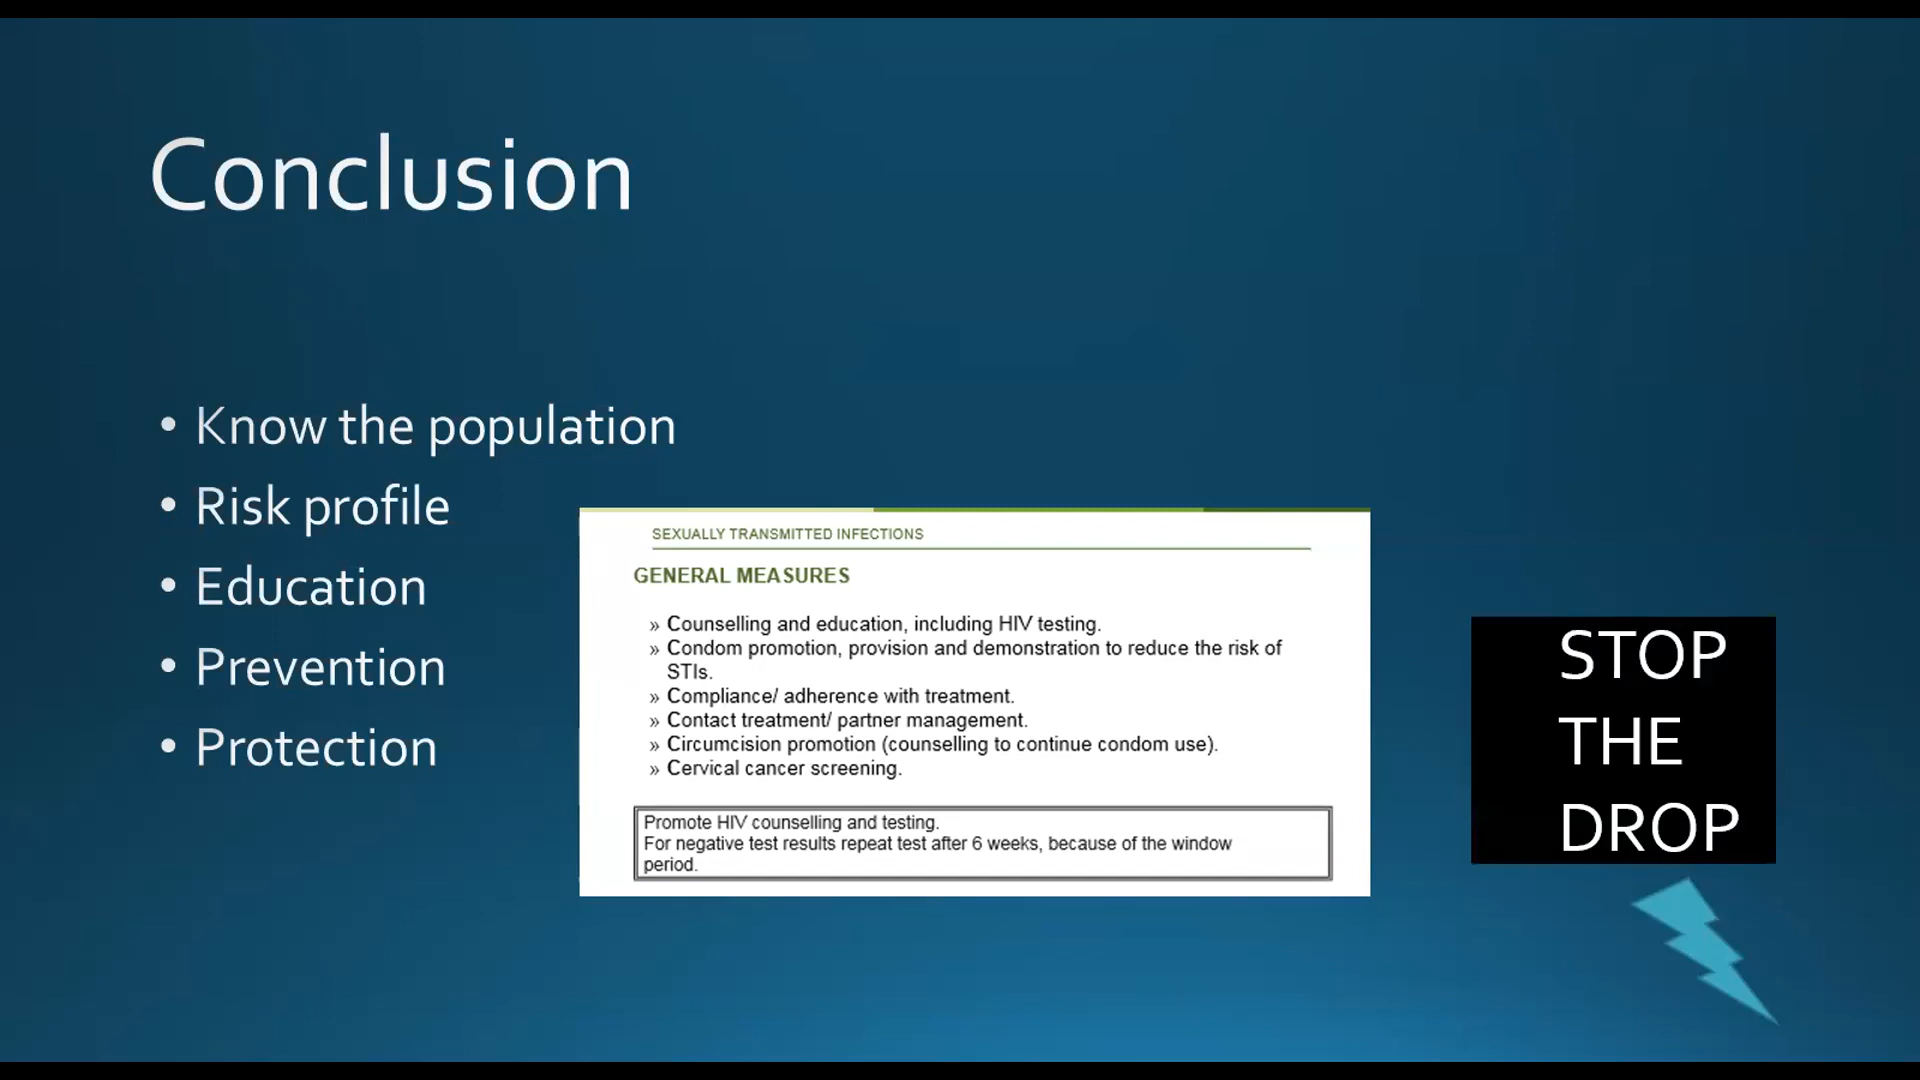 Conclusion
• Know the population
• Risk profile
• Education
• Prevention
• Protection
SEXUALLY TRANSMITTED INFECTIONS
GENERAL MEASURES
» Counselling and education, including HIV testing.
» Condom promotion, provision and demonstration to reduce the risk of
STIs.
» Compliance/ adherence with treatment.
» Contact treatment/ partner management.
» Circumcision promotion (counselling to continue condom use).
» Cervical cancer screening.
Promote HIV counselling and testing.
For negative test results repeat test after 6 weeks, because of the window
period.
STOP
THE
DROP